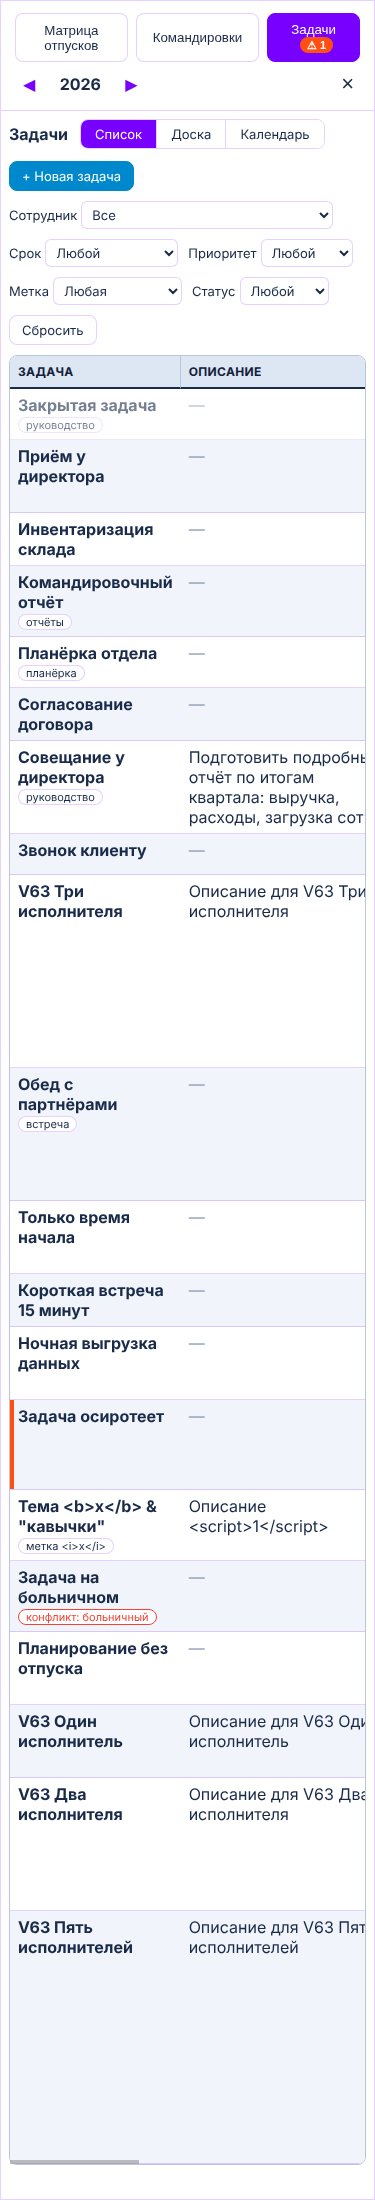 Матрица
отпусков
Командировки
Задачи
⚠ 1
◀ 2026 ▶ ×
Задачи Список Доска Календарь
+ Новая задача
Сотрудник Все
Срок Любой Приоритет Любой
Метка Любая Статус Любой
Сбросить
ЗАДАЧА ОПИСАНИЕ
Закрытая задача —
руководство
Приём у —
директора
Инвентаризация —
склада
Командировочный —
отчёт
отчёты
Планёрка отдела —
планёрка
Согласование —
договора
Совещание у
директора
руководство
Подготовить подробны
отчёт по итогам
квартала: выручка,
расходы, загрузка сот
Звонок клиенту —
V63 Три
исполнителя
Описание для V63 Три
исполнителя
Обед с —
партнёрами
встреча
Только время —
начала
Короткая встреча —
15 минут
Ночная выгрузка —
данных
Задача осиротеет —
Тема <b>x</b> &
"кавычки"
метка <i>x</i>
Описание
<script>1</script>
Задача на —
больничном
конфликт: больничный
Планирование без —
отпуска
V63 Один
исполнитель
Описание для V63 Оди
исполнитель
V63 Два
исполнителя
Описание для V63 Два
исполнителя
V63 Пять
исполнителей
Описание для V63 Пят
исполнителей